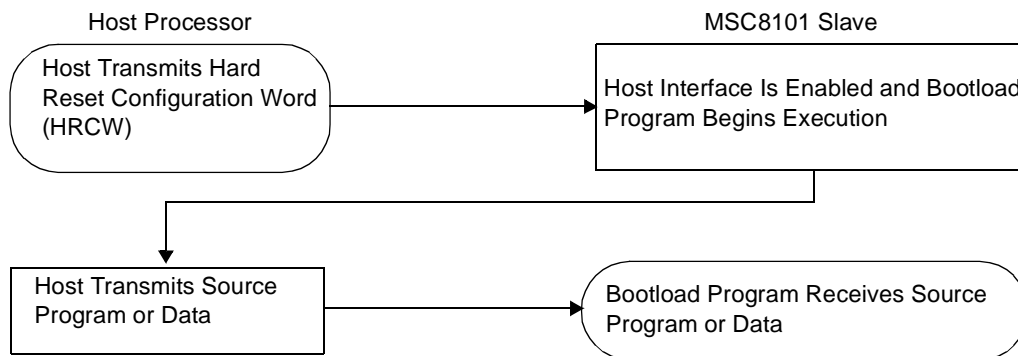 Host Processor
MSC8101 Slave
Host Transmits Hard
Reset Configuration Word
(HRCW)
Host Interface Is Enabled and Bootload
Program Begins Execution
Host Transmits Source
Program or Data
Bootload Program Receives Source
Program or Data